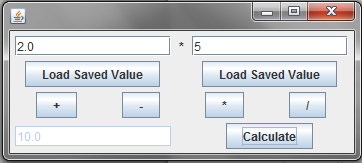 2.0 * 5
Load Saved Value Load Saved Value
+ - * /
10.0 Calculate